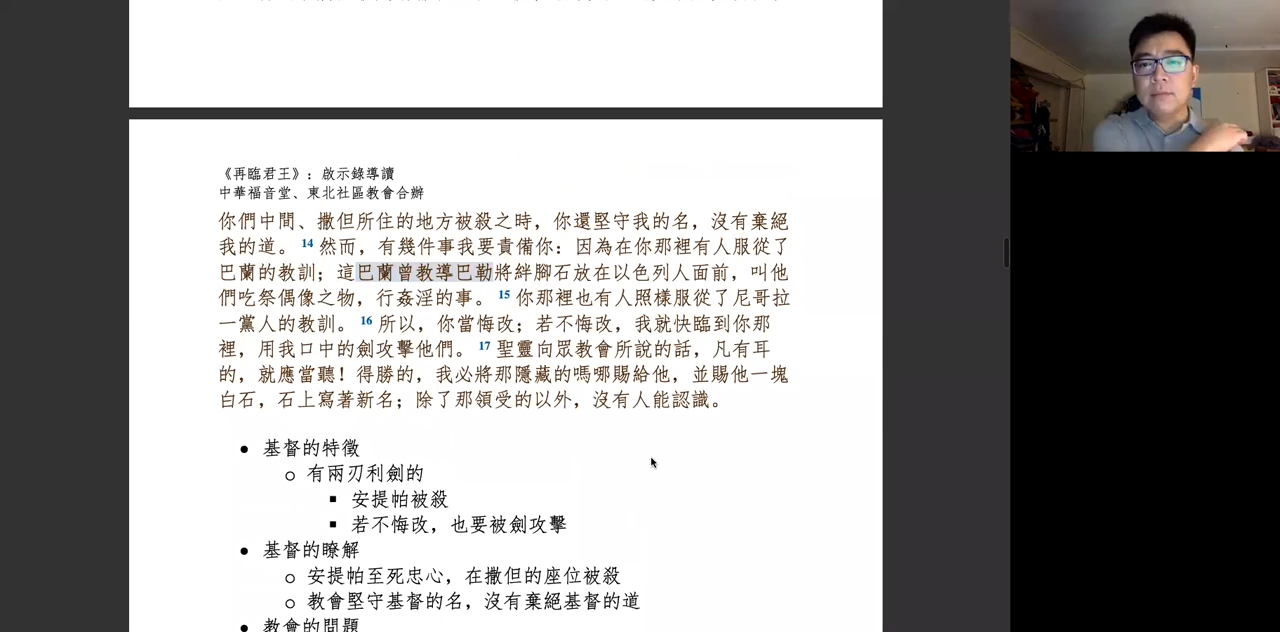 《再臨君王》：啟示錄導讀
中華福音堂、東北社區教會合辦
你們中間、撒但所住的地方被殺之時，你還堅守我的名，沒有棄絕
我的道。 14 然而，有幾件事我要責備你：因為在你那裡有人服從了
巴蘭的教訓；這巴蘭曾教導巴勒將絆腳石放在以色列人面前，叫他
們吃祭偶像之物，行姦淫的事。 15 你那裡也有人照樣服從了尼哥拉
一黨人的教訓。 16 所以，你當悔改；若不悔改，我就快臨到你那
裡，用我口中的劍攻擊他們。 17 聖靈向眾教會所說的話，凡有耳
的，就應當聽！得勝的，我必將那隱藏的嗎哪賜給他，並賜他一塊
白石，石上寫著新名；除了那領受的以外，沒有人能認識。
基督的特徵
有兩刃利劍的
安提帕被殺
若不悔改，也要被劍攻擊
基督的瞭解
安提帕至死忠心，在撒但的座位被殺
教會堅守基督的名，沒有棄絕基督的道
教會的問題